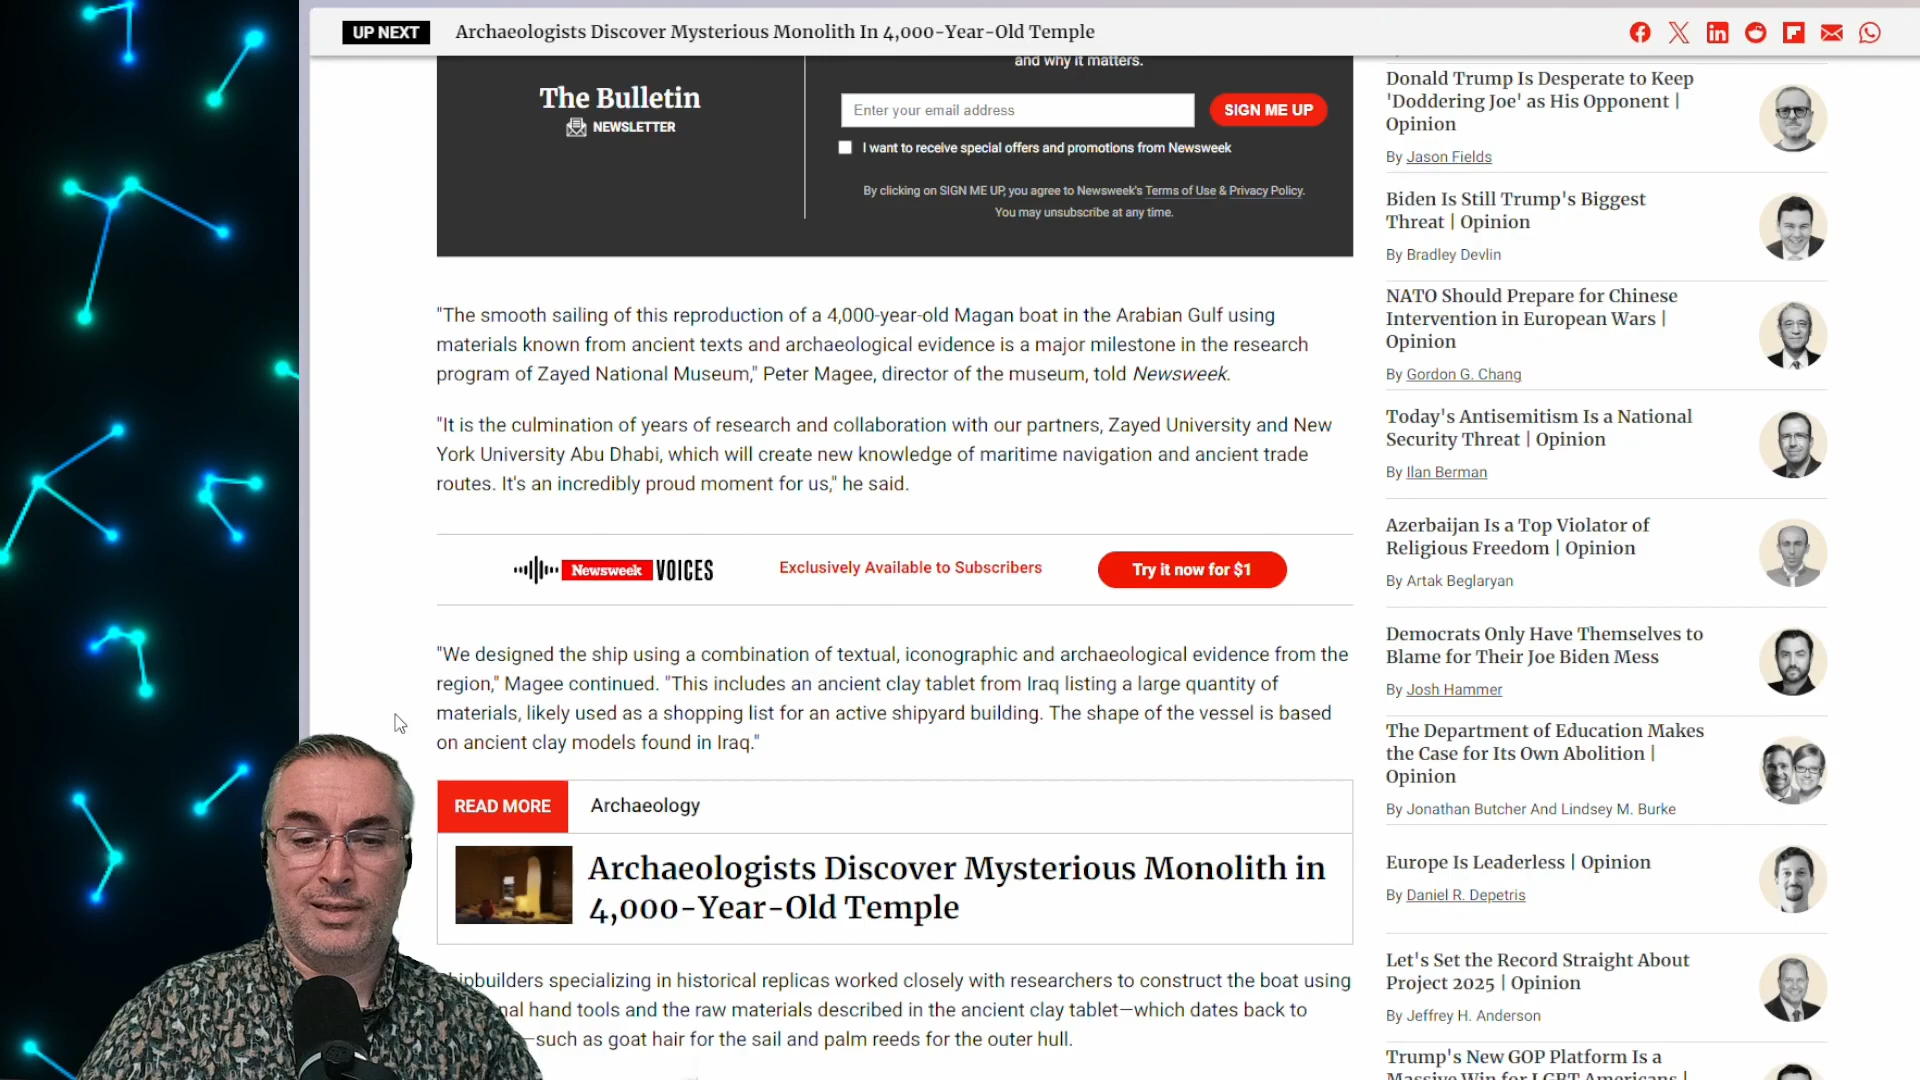 UP NEXT Archaeologists Discover Mysterious Monolith In 4,000-Year-Old Temple
and why it matters.
The Bulletin
NEWSLETTER
Enter your email address
SIGN ME UP
I want to receive special offers and promotions from Newsweek
By clicking on SIGN ME UP, you agree to Newsweek's Terms of Use & Privacy Policy.
You may unsubscribe at any time.
"The smooth sailing of this reproduction of a 4,000-year-old Magan boat in the Arabian Gulf using
materials known from ancient texts and archaeological evidence is a major milestone in the research
program of Zayed National Museum," Peter Magee, director of the museum, told Newsweek.
"It is the culmination of years of research and collaboration with our partners, Zayed University and New
York University Abu Dhabi, which will create new knowledge of maritime navigation and ancient trade
routes. It's an incredibly proud moment for us," he said.
Newsweek VOICES
Exclusively Available to Subscribers
Try it now for $1
"We designed the ship using a combination of textual, iconographic and archaeological evidence from the
region," Magee continued. "This includes an ancient clay tablet from Iraq listing a large quantity of
materials, likely used as a shopping list for an active shipyard building. The shape of the vessel is based
on ancient clay models found in Iraq."
READ MORE Archaeology
Archaeologists Discover Mysterious Monolith in
4,000-Year-Old Temple
specializing in historical replicas worked closely with researchers to construct the boat using
hand tools and the raw materials described in the ancient clay tablet—which dates back to
—such as goat hair for the sail and palm reeds for the outer hull.
Donald Trump Is Desperate to Keep
'Doddering Joe' as His Opponent |
Opinion
By Jason Fields
Biden Is Still Trump's Biggest
Threat | Opinion
By Bradley Devlin
NATO Should Prepare for Chinese
Intervention in European Wars |
Opinion
By Gordon G. Chang
Today's Antisemitism Is a National
Security Threat | Opinion
By Ilan Berman
Azerbaijan Is a Top Violator of
Religious Freedom | Opinion
By Artak Beglaryan
Democrats Only Have Themselves to
Blame for Their Joe Biden Mess
By Josh Hammer
The Department of Education Makes
the Case for Its Own Abolition |
Opinion
By Jonathan Butcher And Lindsey M. Burke
Europe Is Leaderless | Opinion
By Daniel R. Depetris
Let's Set the Record Straight About
Project 2025 | Opinion
By Jeffrey H. Anderson
Trump's New GOP Platform Is a
Massive Win for LGBT Americans |